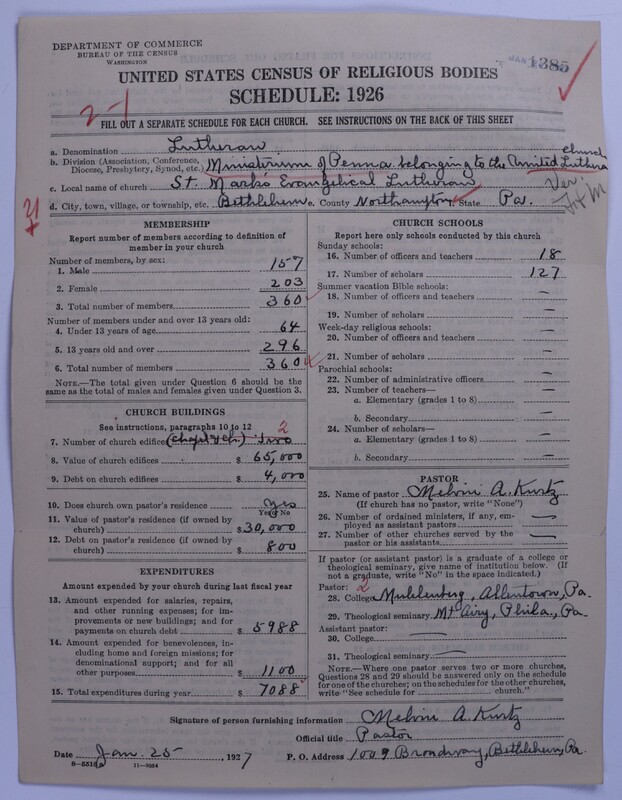 DEPARTMENT OF COMMERCE
BUREAU OF THE CENSUS
WASHINGTON
JAN 1385
UNITED STATES CENSUS OF RELIGIOUS BODIES
SCHEDULE: 1926
2-1
FILL OUT A SEPARATE SCHEDULE FOR EACH CHURCH. SEE INSTRUCTIONS ON THE BACK OF THIS SHEET
a. Denomination Lutheran
b. Division (Association, Conference, Diocese, Presbytery, Synod, etc.) Ministerium of Penna. belonging to the United Lutheran Church
c. Local name of church St. Mark's Evangelical Lutheran
Ver.
d. City, town, village, or township, etc. Bethlehem e. County Northampton State Pa.
MEMBERSHIP
Report number of members according to definition of
member in your church
Number of members, by sex:
1. Male 157
2. Female 203
3. Total number of members 360
Number of members under and over 13 years old:
4. Under 13 years of age 64
5. 13 years old and over 296
6. Total number of members 360
NOTE.—The total given under Question 6 should be the
same as the total of males and females given under Question 3.
CHURCH BUILDINGS
See instructions, paragraphs 10 to 12
2
7. Number of church edifices (Chapel & Ch.) two
8. Value of church edifices $ 65,000
9. Debt on church edifices $ 4,000
10. Does church own pastor's residence Yes
Yes or No
11. Value of pastor's residence (if owned by
church) $ 30,000
12. Debt on pastor's residence (if owned by
church) $ 800
EXPENDITURES
Amount expended by your church during last fiscal year
13. Amount expended for salaries, repairs,
and other running expenses; for im-
provements or new buildings; and for
payments on church debt $ 5988
14. Amount expended for benevolences, in-
cluding home and foreign missions; for
denominational support; and for all
other purposes $ 1100
15. Total expenditures during year $ 7088
CHURCH SCHOOLS
Report here only schools conducted by this church
Sunday schools:
16. Number of officers and teachers 18
17. Number of scholars 127
Summer vacation Bible schools:
18. Number of officers and teachers —
19. Number of scholars —
Week-day religious schools:
20. Number of officers and teachers —
21. Number of scholars —
Parochial schools:
22. Number of administrative officers —
23. Number of teachers—
a. Elementary (grades 1 to 8) —
b. Secondary —
24. Number of scholars—
a. Elementary (grades 1 to 8) —
b. Secondary —
PASTOR
25. Name of pastor Melvin A. Kurtz
(If church has no pastor, write "None")
26. Number of ordained ministers, if any, em-
ployed as assistant pastors —
27. Number of other churches served by the
pastor or his assistants —
If pastor (or assistant pastor) is a graduate of a college or
theological seminary, give name of institution below. (If
not a graduate, write "No" in the space indicated.)
Pastor: 2
28. College Muhlenberg, Allentown, Pa.
29. Theological seminary Mt Airy, Phila., Pa.
Assistant pastor:
30. College —
31. Theological seminary —
NOTE.—Where one pastor serves two or more churches,
Questions 28 and 29 should be answered only on the schedule
for one of the churches; on the schedules for the other churches,
write "See schedule for church."
Signature of person furnishing information Melvin A. Kurtz
Official title Pastor
Date Jan. 25, 1927 P. O. Address 1009 Broadway, Bethlehem, Pa.
8-5518a 11-9084